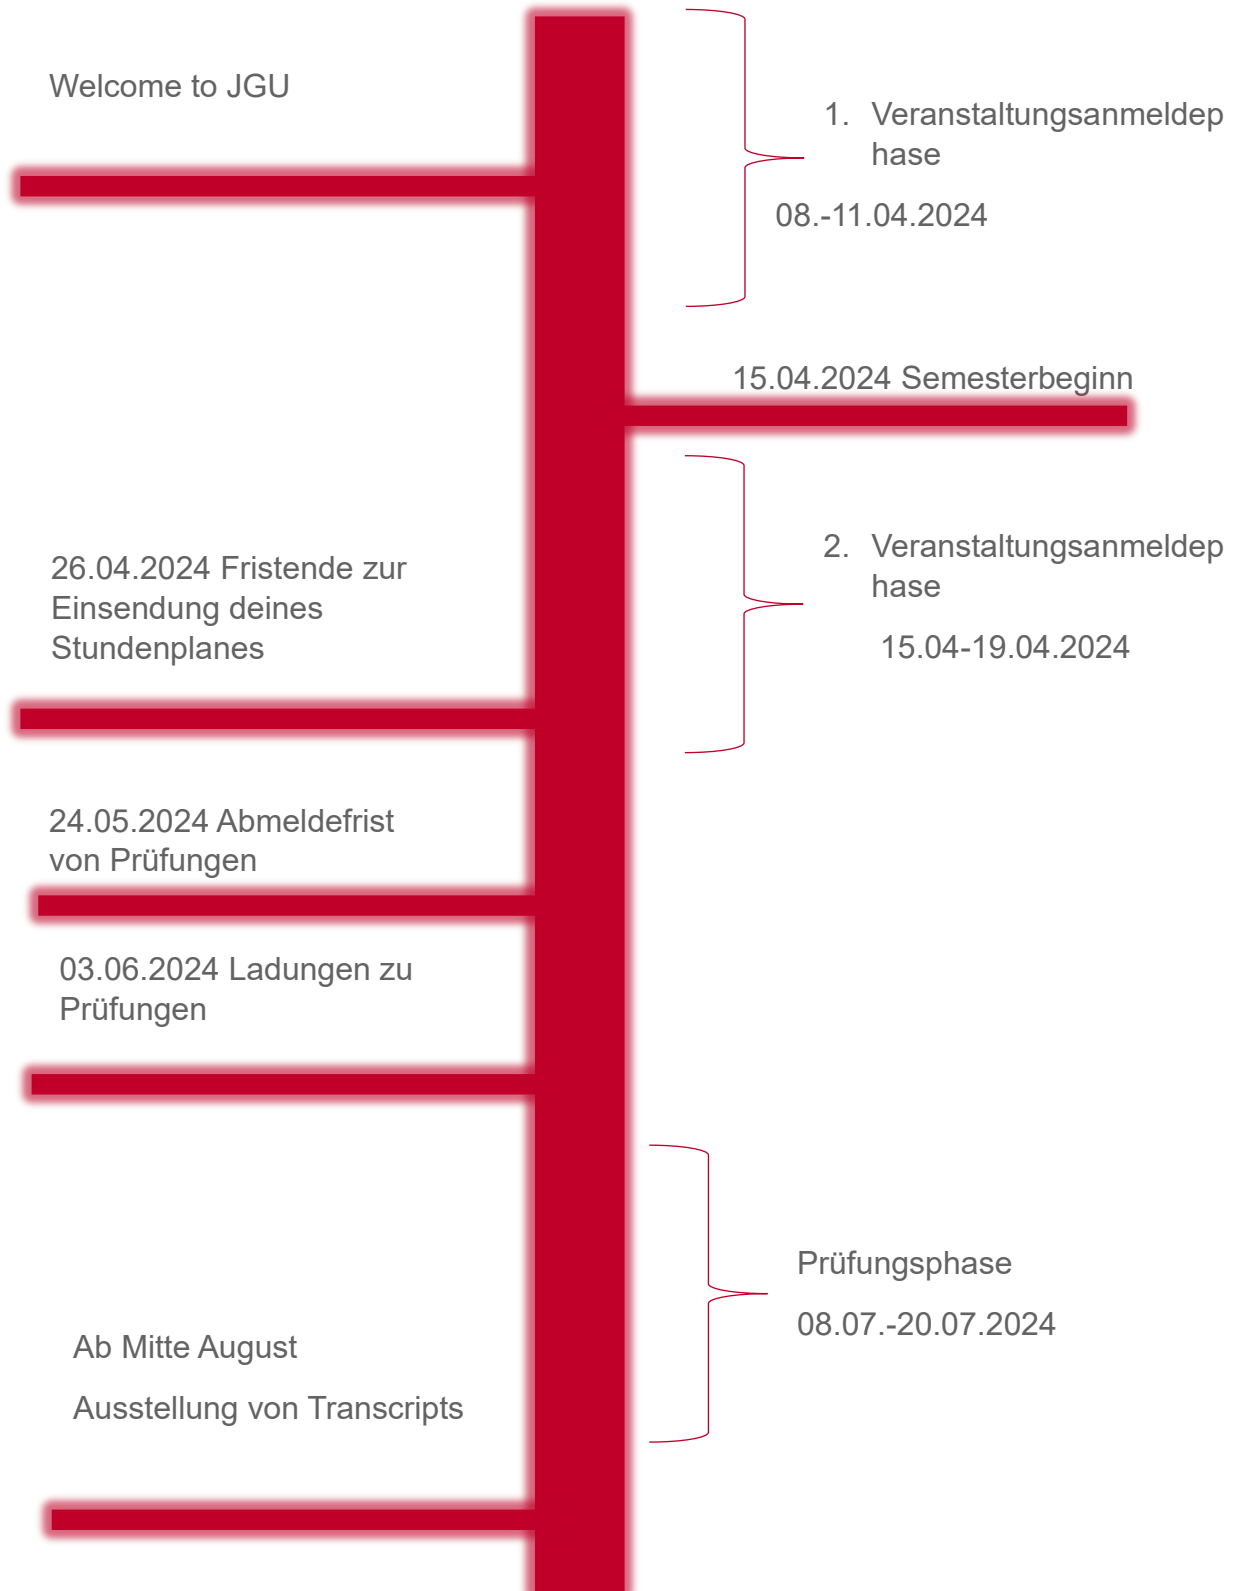 Welcome to JGU
1. Veranstaltungsanmeldep
hase
08.-11.04.2024
15.04.2024 Semesterbeginn
26.04.2024 Fristende zur
Einsendung deines
Stundenplanes
2. Veranstaltungsanmeldep
hase
15.04-19.04.2024
24.05.2024 Abmeldefrist
von Prüfungen
03.06.2024 Ladungen zu
Prüfungen
Prüfungsphase
08.07.-20.07.2024
Ab Mitte August
Ausstellung von Transcripts